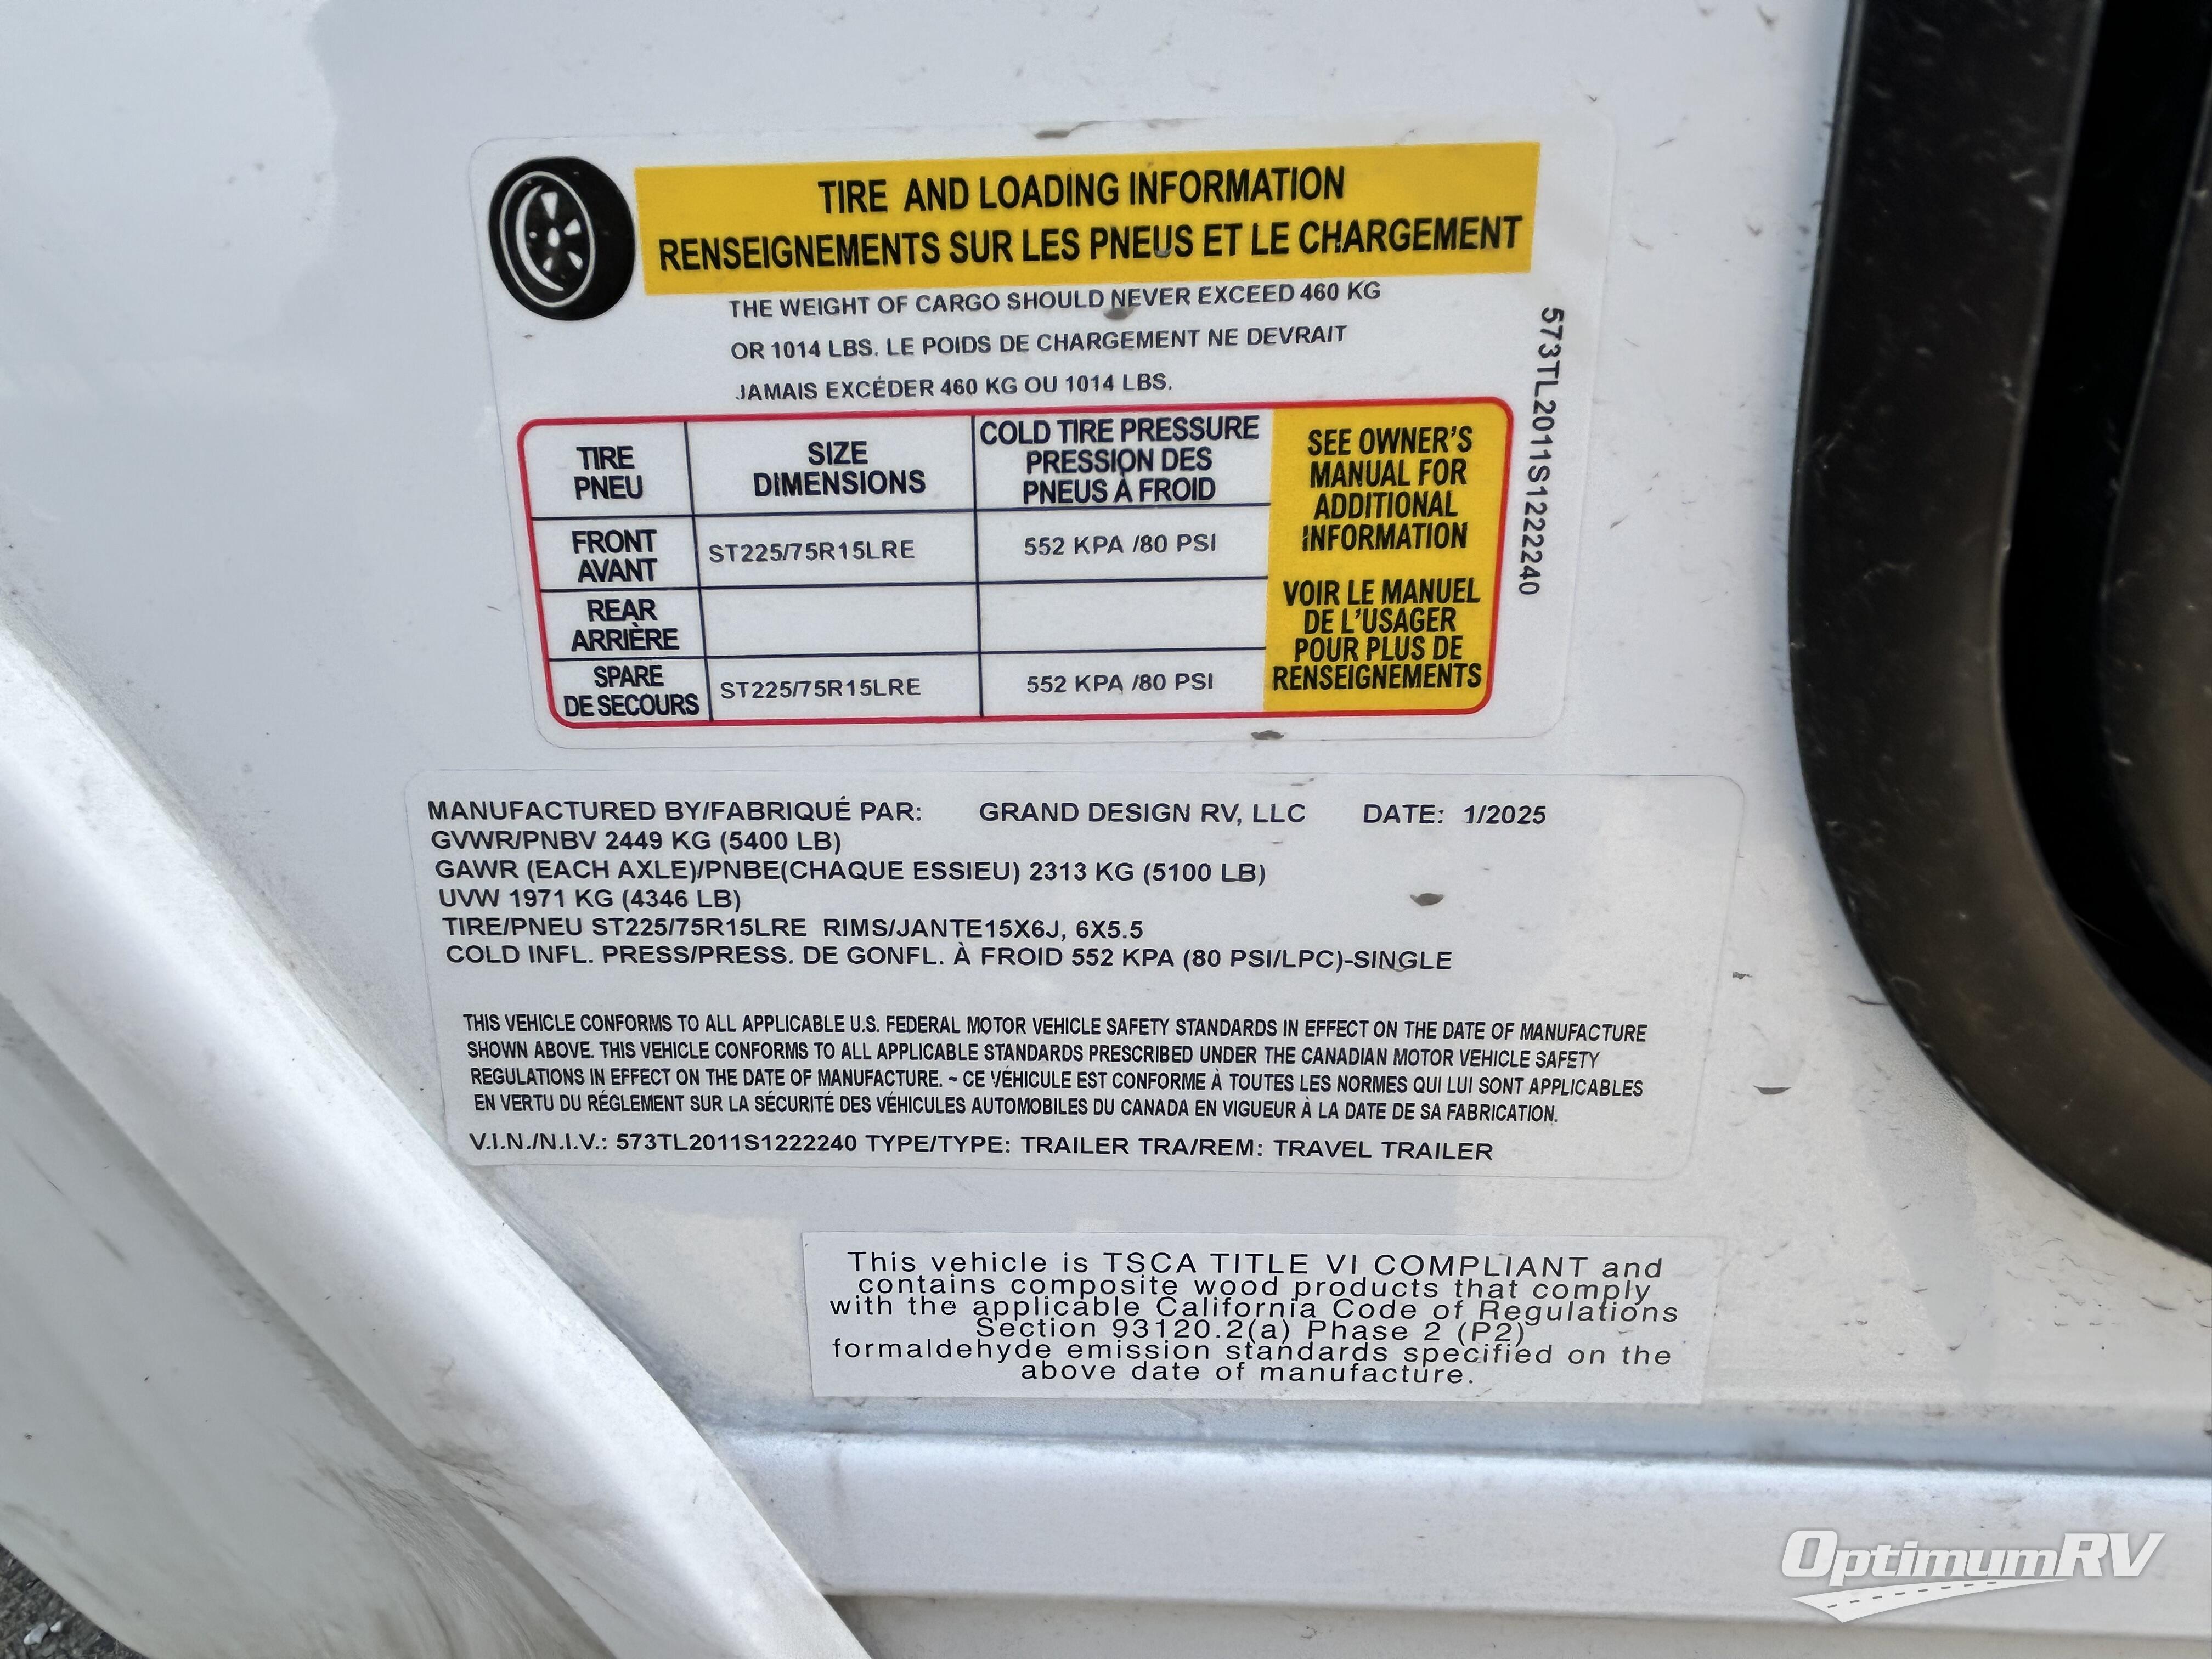 TIRE AND LOADING INFORMATION
RENSEIGNEMENTS SUR LES PNEUS ET LE CHARGEMENT
THE WEIGHT OF CARGO SHOULD NEVER EXCEED 460 KG
OR 1014 LBS. LE POIDS DE CHARGEMENT NE DEVRAIT
JAMAIS EXCÉDER 460 KG OU 1014 LBS.
TIRE
PNEU
SIZE
DIMENSIONS
COLD TIRE PRESSURE
PRESSION DES
PNEUS À FROID
FRONT
AVANT
ST225/75R15LRE
552 KPA /80 PSI
REAR
ARRIÈRE
SPARE
DE SECOURS
ST225/75R15LRE
552 KPA /80 PSI
SEE OWNER'S
MANUAL FOR
ADDITIONAL
INFORMATION
VOIR LE MANUEL
DE L'USAGER
POUR PLUS DE
RENSEIGNEMENTS
573TL2011S1222240
MANUFACTURED BY/FABRIQUÉ PAR: GRAND DESIGN RV, LLC DATE: 1/2025
GVWR/PNBV 2449 KG (5400 LB)
GAWR (EACH AXLE)/PNBE(CHAQUE ESSIEU) 2313 KG (5100 LB)
UVW 1971 KG (4346 LB)
TIRE/PNEU ST225/75R15LRE RIMS/JANTE15X6J, 6X5.5
COLD INFL. PRESS/PRESS. DE GONFL. À FROID 552 KPA (80 PSI/LPC)-SINGLE
THIS VEHICLE CONFORMS TO ALL APPLICABLE U.S. FEDERAL MOTOR VEHICLE SAFETY STANDARDS IN EFFECT ON THE DATE OF MANUFACTURE
SHOWN ABOVE. THIS VEHICLE CONFORMS TO ALL APPLICABLE STANDARDS PRESCRIBED UNDER THE CANADIAN MOTOR VEHICLE SAFETY
REGULATIONS IN EFFECT ON THE DATE OF MANUFACTURE. ~ CE VÉHICULE EST CONFORME À TOUTES LES NORMES QUI LUI SONT APPLICABLES
EN VERTU DU RÉGLEMENT SUR LA SÉCURITÉ DES VÉHICULES AUTOMOBILES DU CANADA EN VIGUEUR À LA DATE DE SA FABRICATION.
V.I.N./N.I.V.: 573TL2011S1222240 TYPE/TYPE: TRAILER TRA/REM: TRAVEL TRAILER
This vehicle is TSCA TITLE VI COMPLIANT and
contains composite wood products that comply
with the applicable California Code of Regulations
Section 93120.2(a) Phase 2 (P2)
formaldehyde emission standards specified on the
above date of manufacture.
OptimumRV